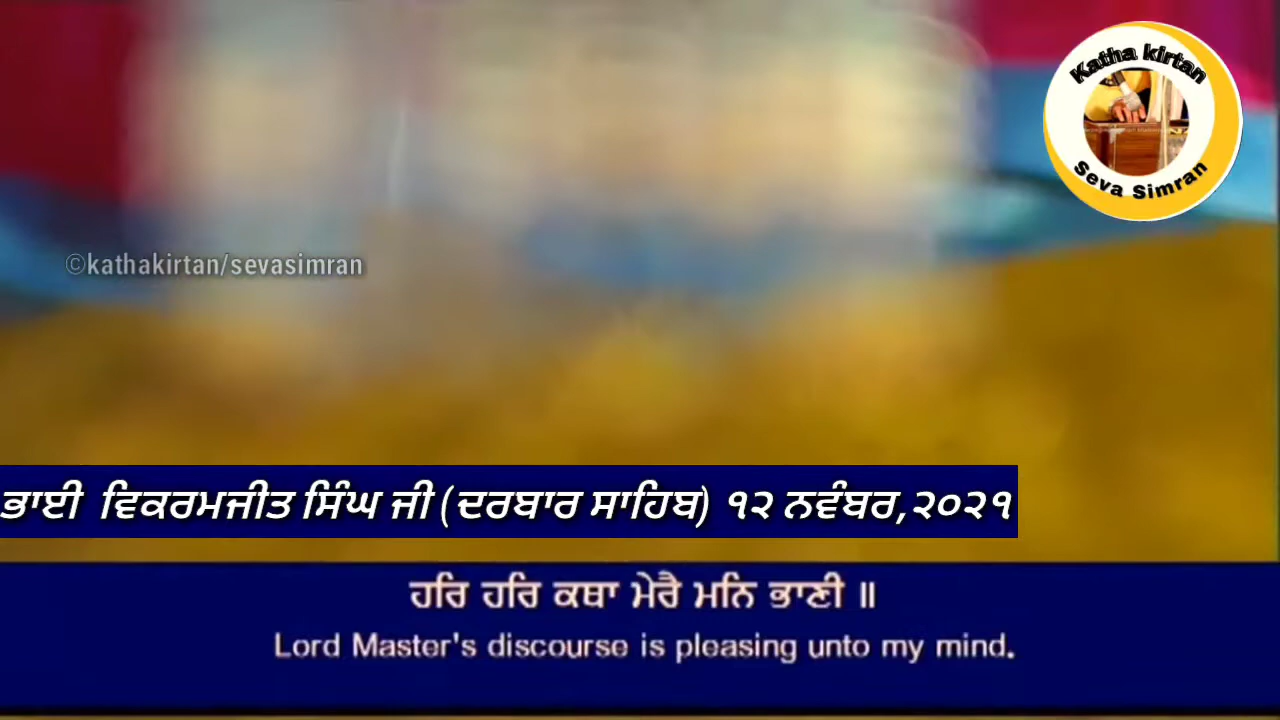 Katha kirtan
Seva Simran
©kathakirtan/sevasimran
ਭਾਈ ਵਿਕਰਮਜੀਤ ਸਿੰਘ ਜੀ (ਦਰਬਾਰ ਸਾਹਿਬ) ੧੨ ਨਵੰਬਰ,੨੦੨੧
ਹਰਿ ਹਰਿ ਕਥਾ ਮੇਰੈ ਮਨਿ ਭਾਣੀ ॥
Lord Master's discourse is pleasing unto my mind.